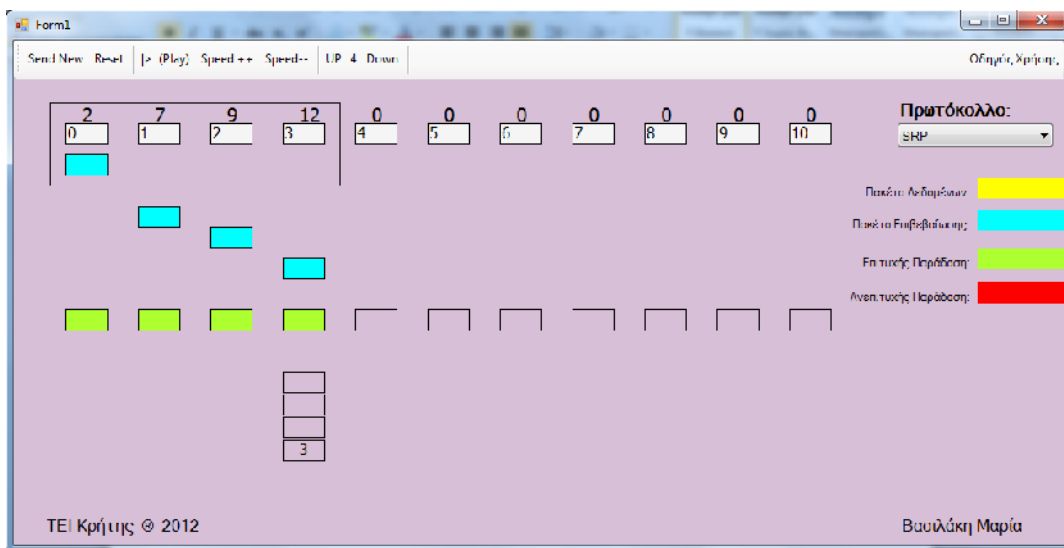 Form1
Send New Reset |> (Play) Speed ++ Speed-- UP 4 Down Οδηγός Χρήσης
2 7 9 12 0 0 0 0 0 0 0
0 1 2 3 4 5 6 7 8 9 10
Πρωτόκολλο:
SRP
Πακέτο Δεδομένων:
Πακέτο Επιβεβαίωσης:
Επιτυχής Παράδοση:
Ανεπιτυχής Παράδοση:
3
ΤΕΙ Κρήτης @ 2012 Βασιλάκη Μαρία